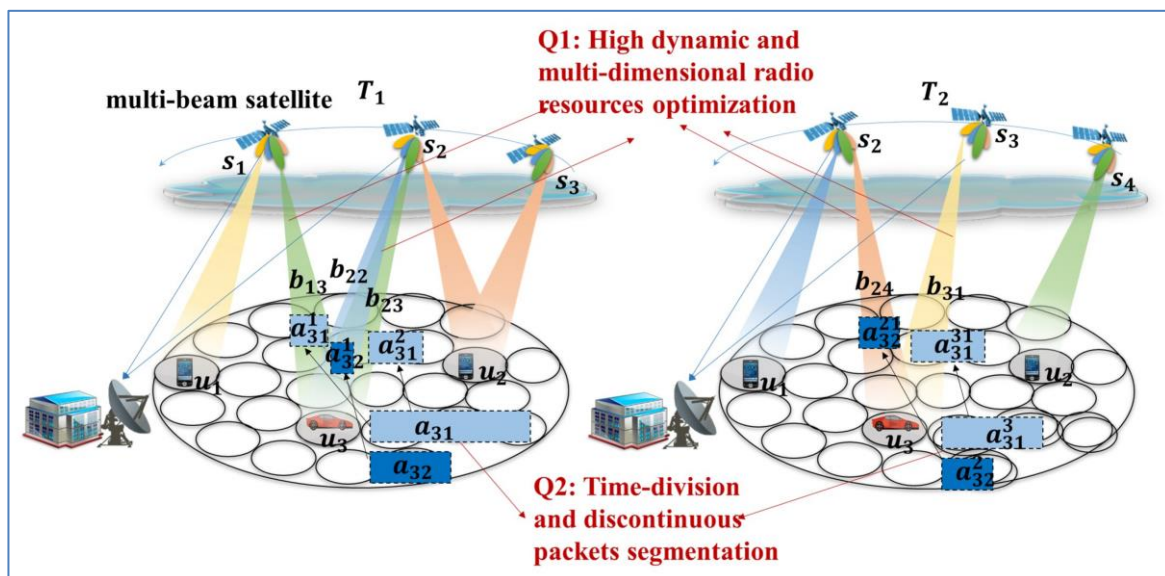 Q1: High dynamic and
multi-dimensional radio
resources optimization
multi-beam satellite
T₁
T₂
s₁
s₂
s₃
s₂
s₃
s₄
b₁₃
b₂₂
b₂₃
b₂₄
b₃₁
a¹₃₁
a¹₃₂
a²₃₁
a²¹₃₂
a³¹₃₁
u₁
u₂
u₃
u₁
u₂
u₃
a₃₁
a₃₂
a³₃₁
a²₃₂
Q2: Time-division
and discontinuous
packets segmentation